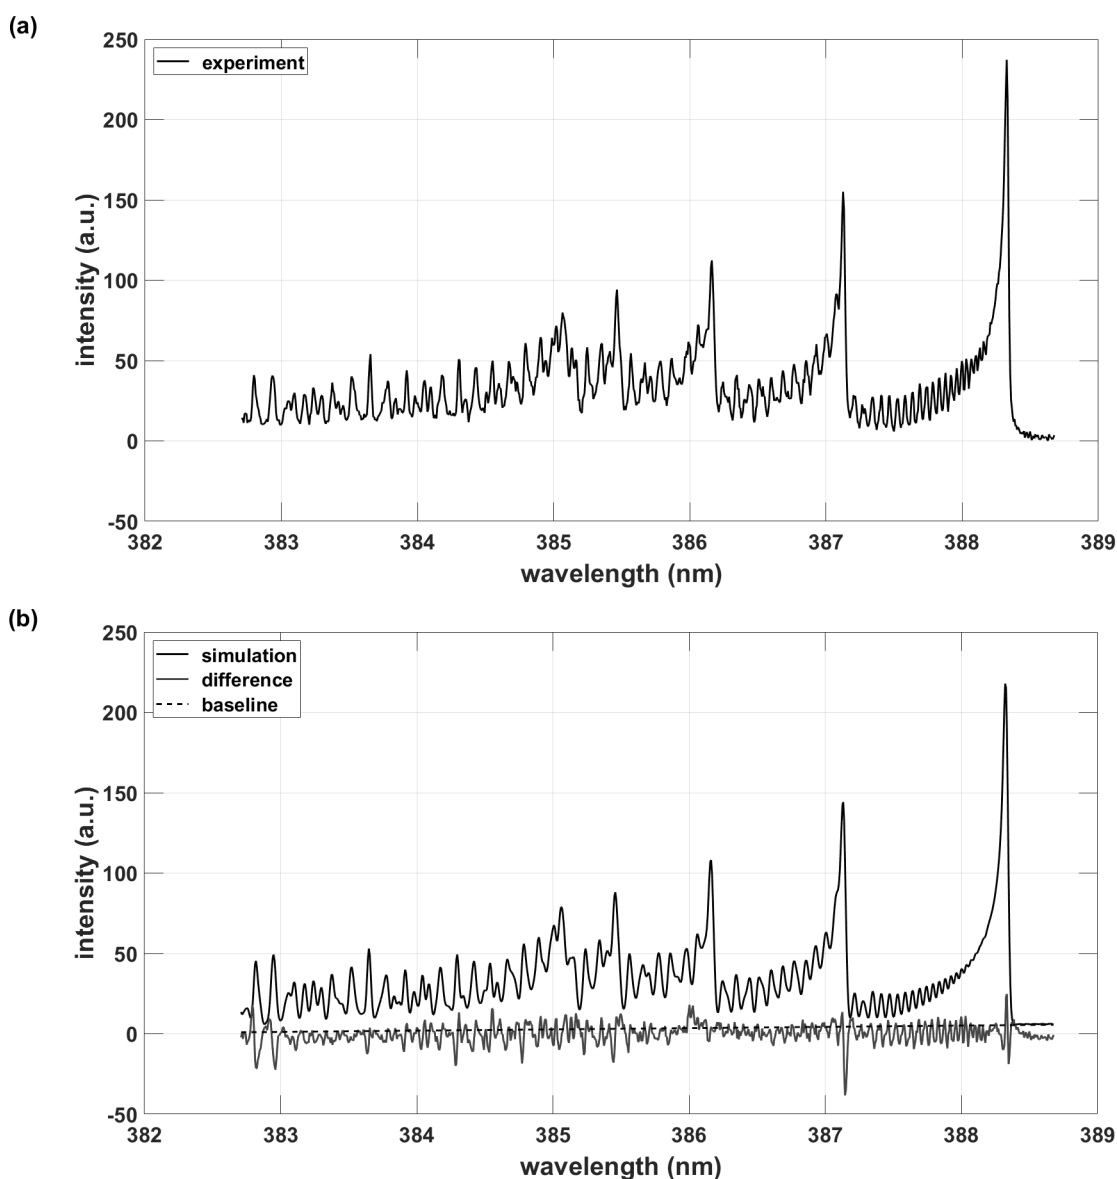 (a)
250
200
150
100
50
0
-50
experiment
382 383 384 385 386 387 388 389
intensity (a.u.)
wavelength (nm)
(b)
250
200
150
100
50
0
-50
simulation
difference
baseline
382 383 384 385 386 387 388 389
intensity (a.u.)
wavelength (nm)